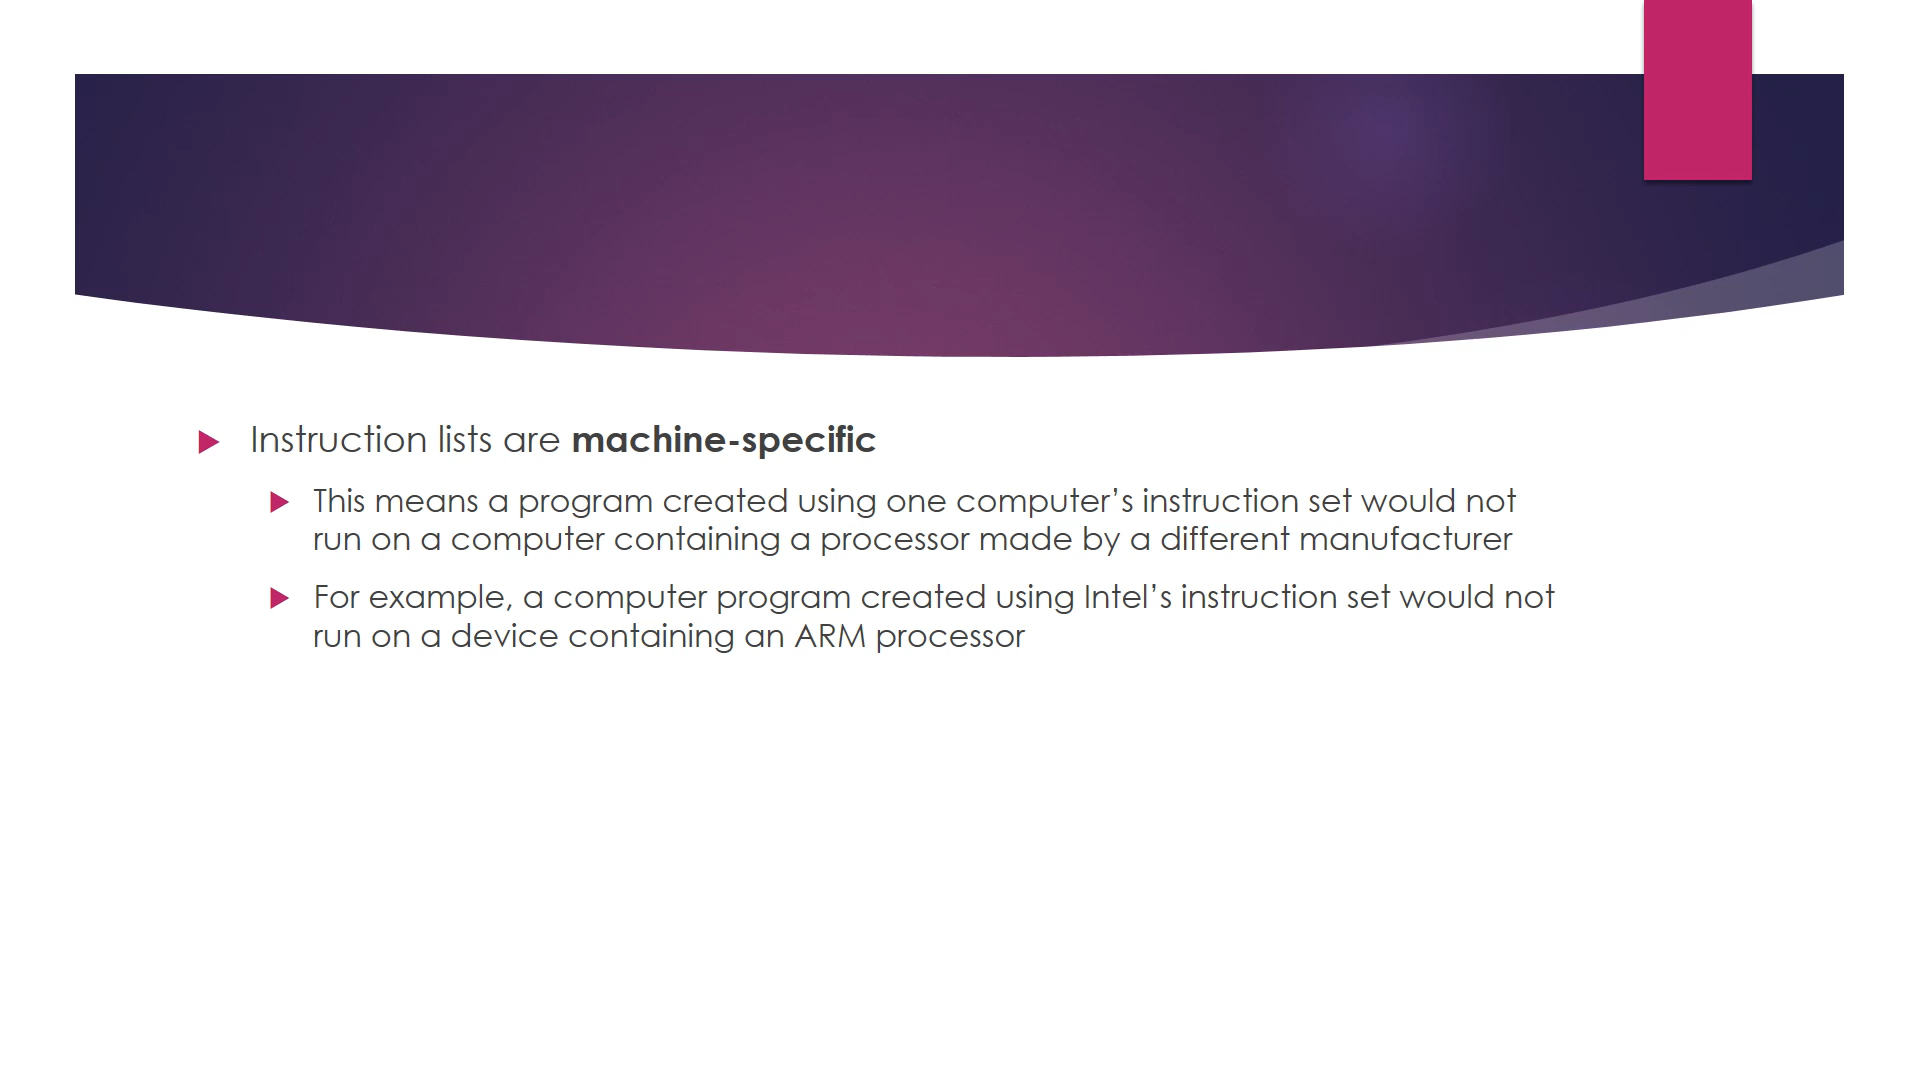 Instruction lists are machine-specific
This means a program created using one computer’s instruction set would not
run on a computer containing a processor made by a different manufacturer
For example, a computer program created using Intel’s instruction set would not
run on a device containing an ARM processor